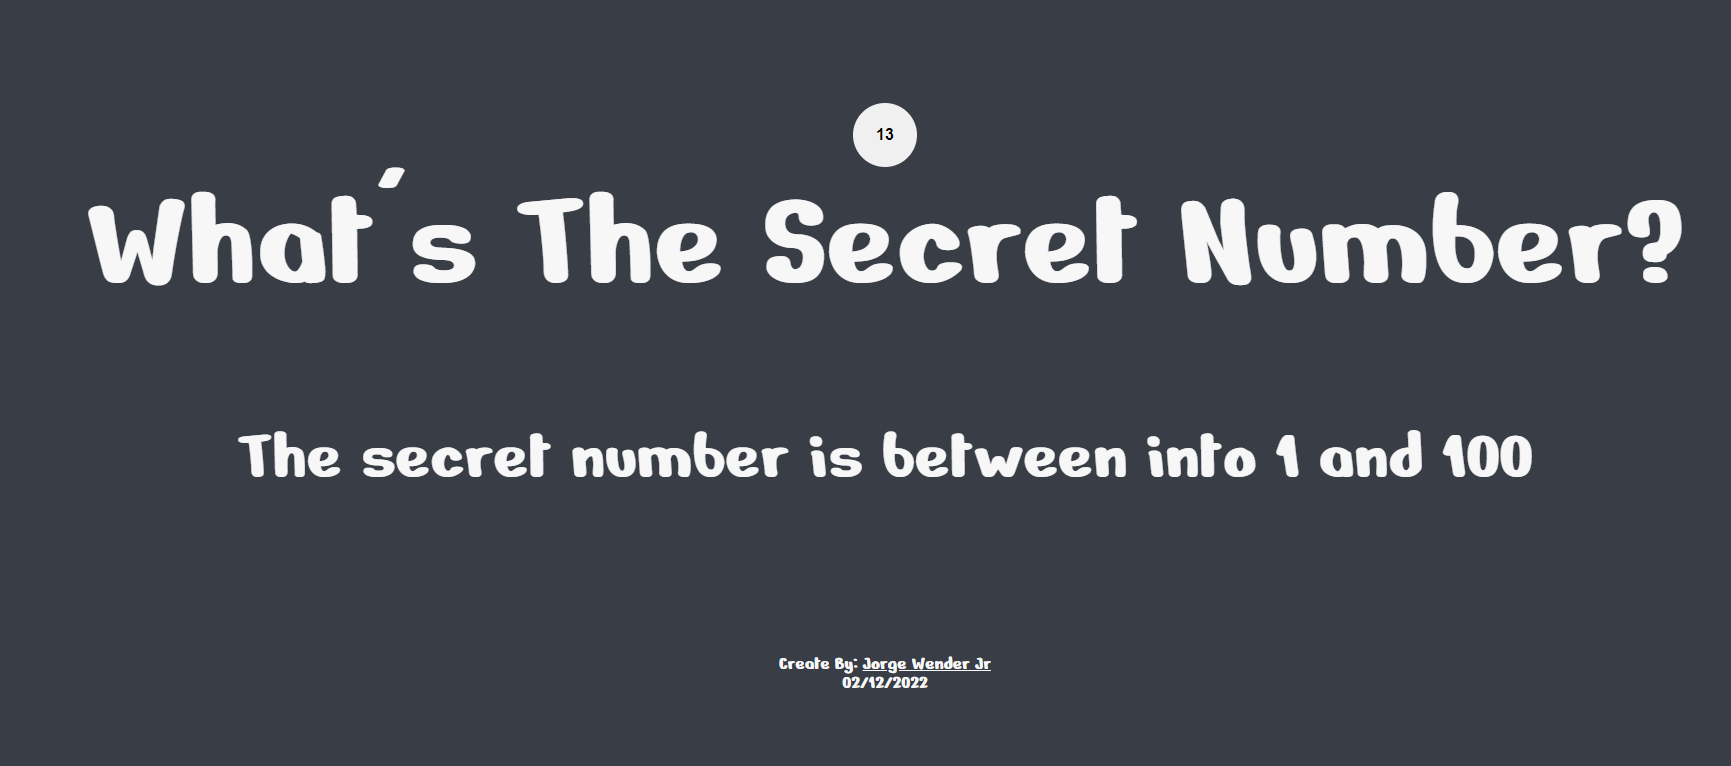 13
What´s The Secret Number?
The secret number is between into 1 and 100
Create By: Jorge Wender Jr
02/12/2022